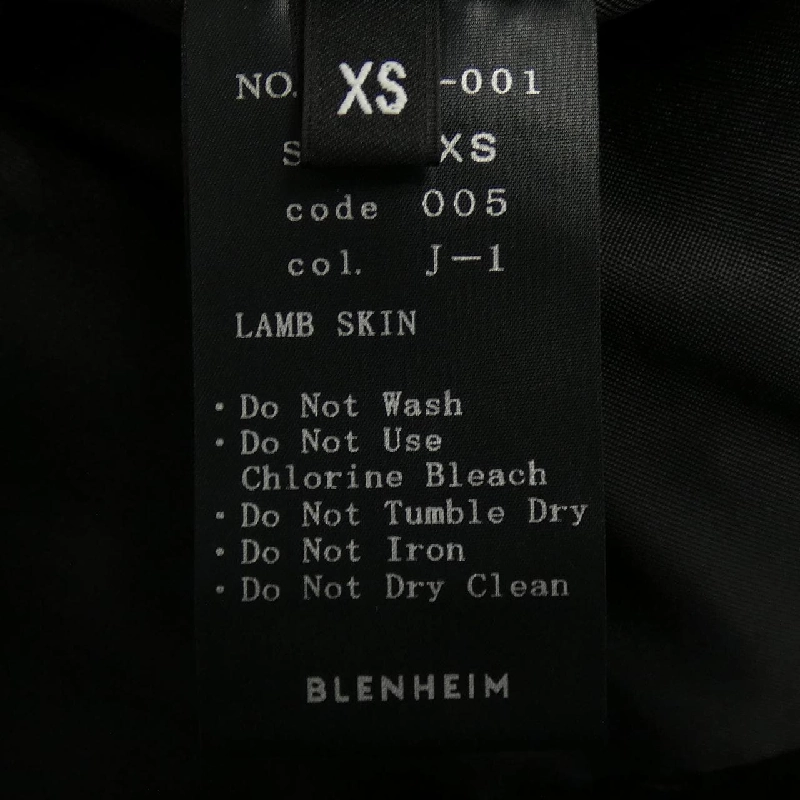 NO. XS -001
S XS
code 005
col. J-1
LAMB SKIN
・Do Not Wash
・Do Not Use
Chlorine Bleach
・Do Not Tumble Dry
・Do Not Iron
・Do Not Dry Clean
BLENHEIM